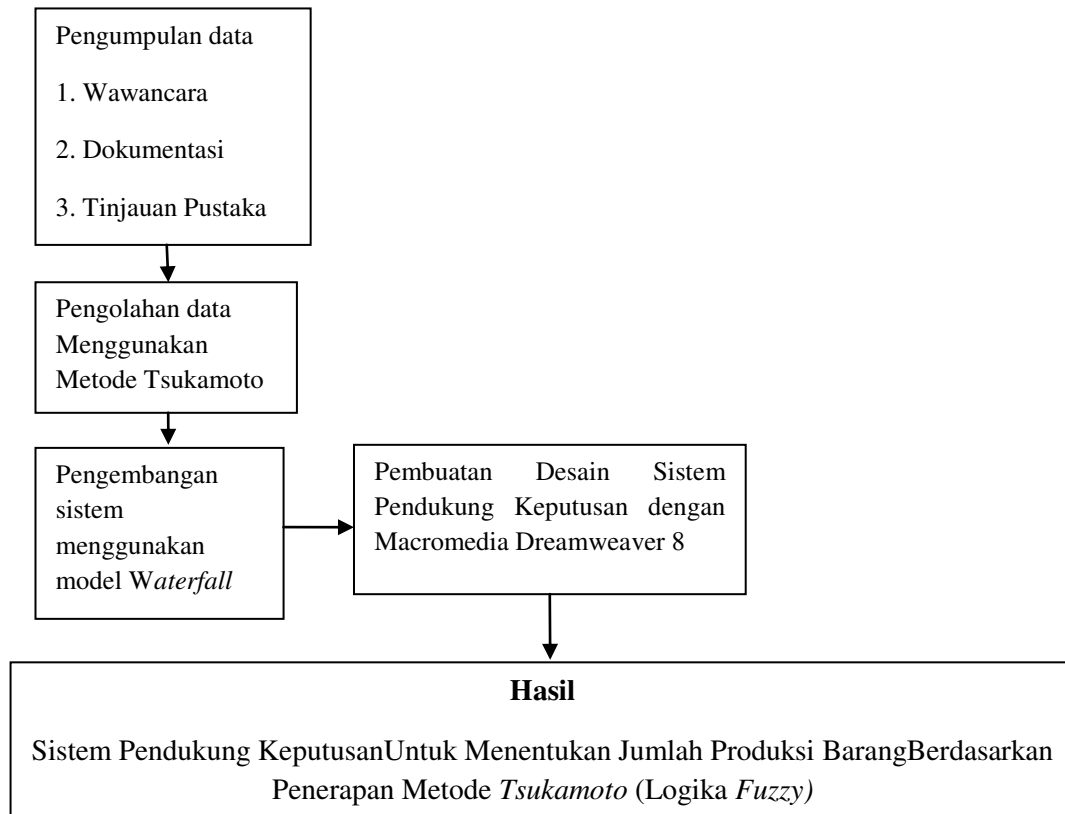 Pengumpulan data
1. Wawancara
2. Dokumentasi
3. Tinjauan Pustaka
Pengolahan data
Menggunakan
Metode Tsukamoto
Pengembangan
sistem
menggunakan
model Waterfall
Pembuatan Desain Sistem
Pendukung Keputusan dengan
Macromedia Dreamweaver 8
Hasil
Sistem Pendukung KeputusanUntuk Menentukan Jumlah Produksi BarangBerdasarkan
Penerapan Metode Tsukamoto (Logika Fuzzy)